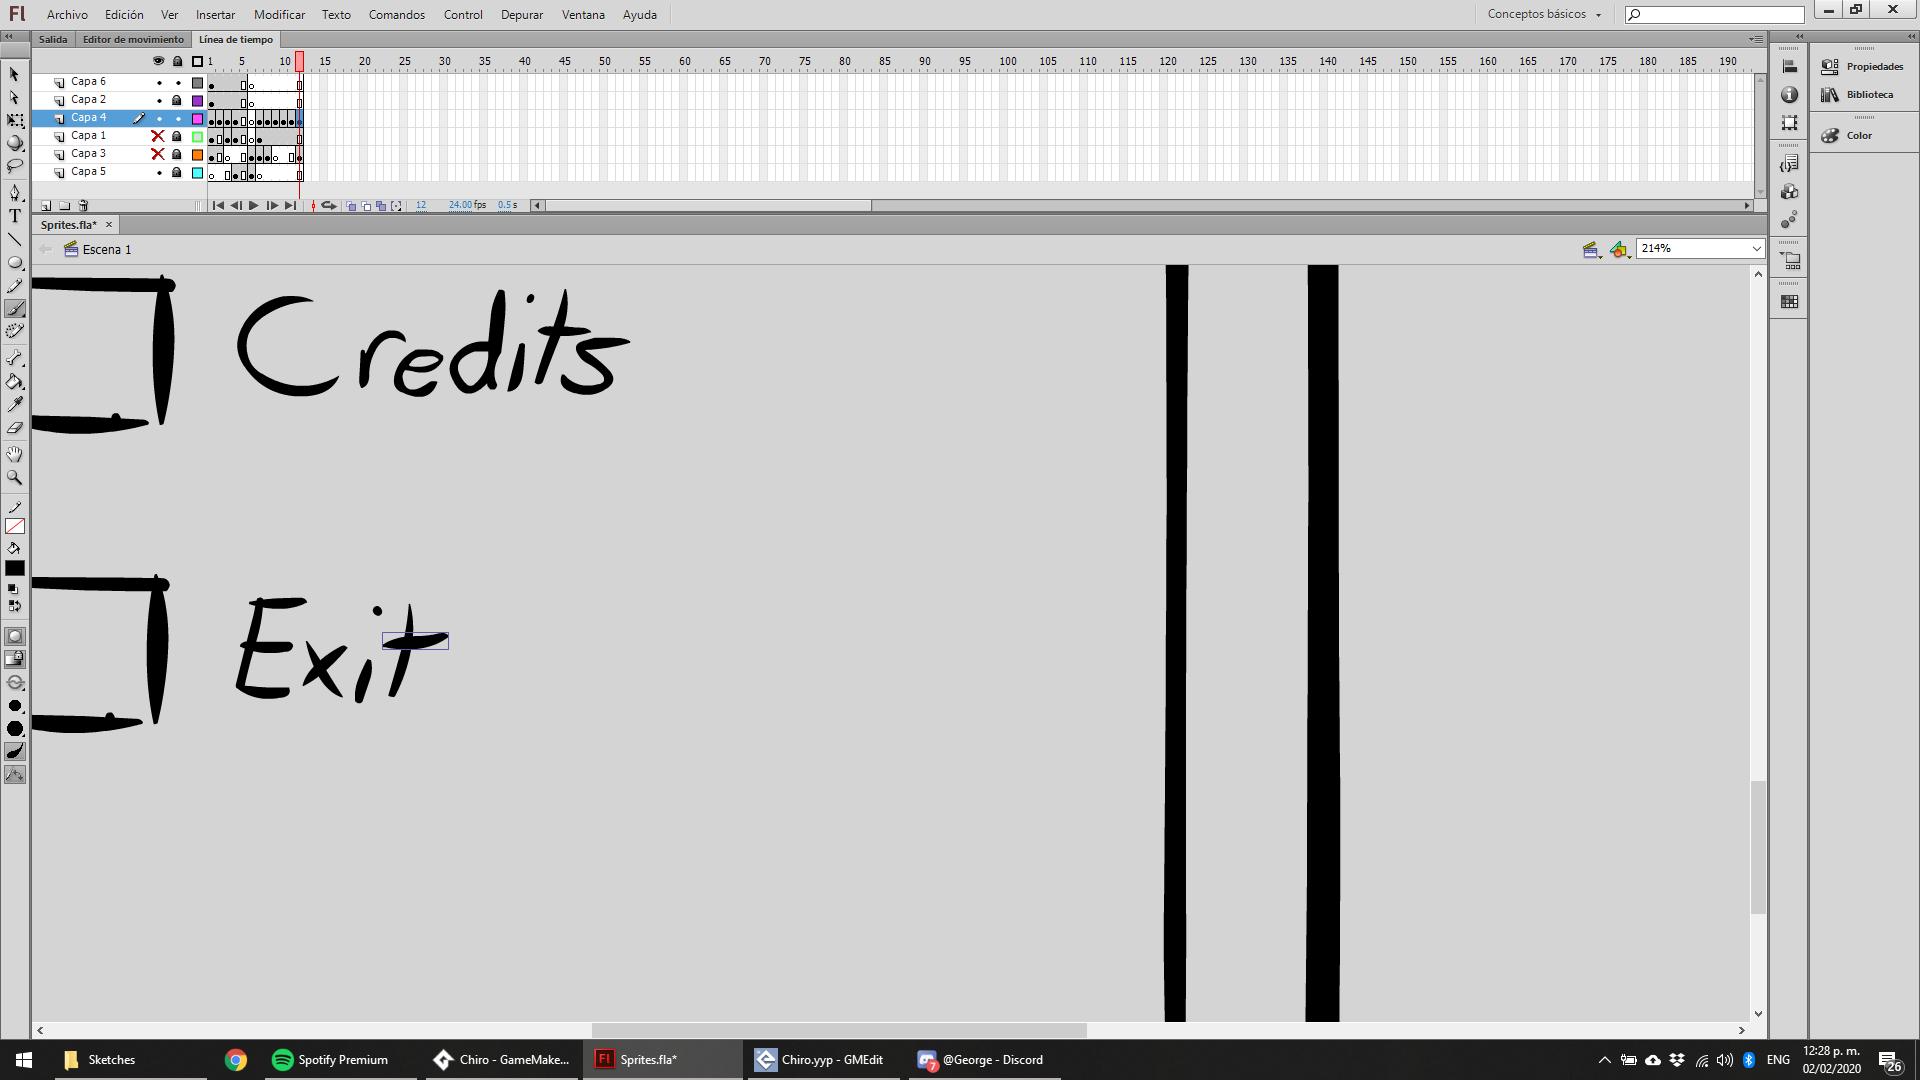 Fl Archivo Edición Ver Insertar Modificar Texto Comandos Control Depurar Ventana Ayuda Conceptos básicos
Salida Editor de movimiento Línea de tiempo
1 5 10 15 20 25 30 35 40 45 50 55 60 65 70 75 80 85 90 95 100 105 110 115 120 125 130 135 140 145 150 155 160 165 170 175 180 185 190
Capa 6
Capa 2
Capa 4
Capa 1
Capa 3
Capa 5
12 24.00 fps 0.5 s
Propiedades
Biblioteca
Color
Sprites.fla*
Escena 1
214%
T
Credits
Exit
Sketches Spotify Premium Chiro - GameMake... Fl Sprites.fla* Chiro.yyp - GMEdit 7 @George - Discord ENG 12:28 p. m. 26
02/02/2020